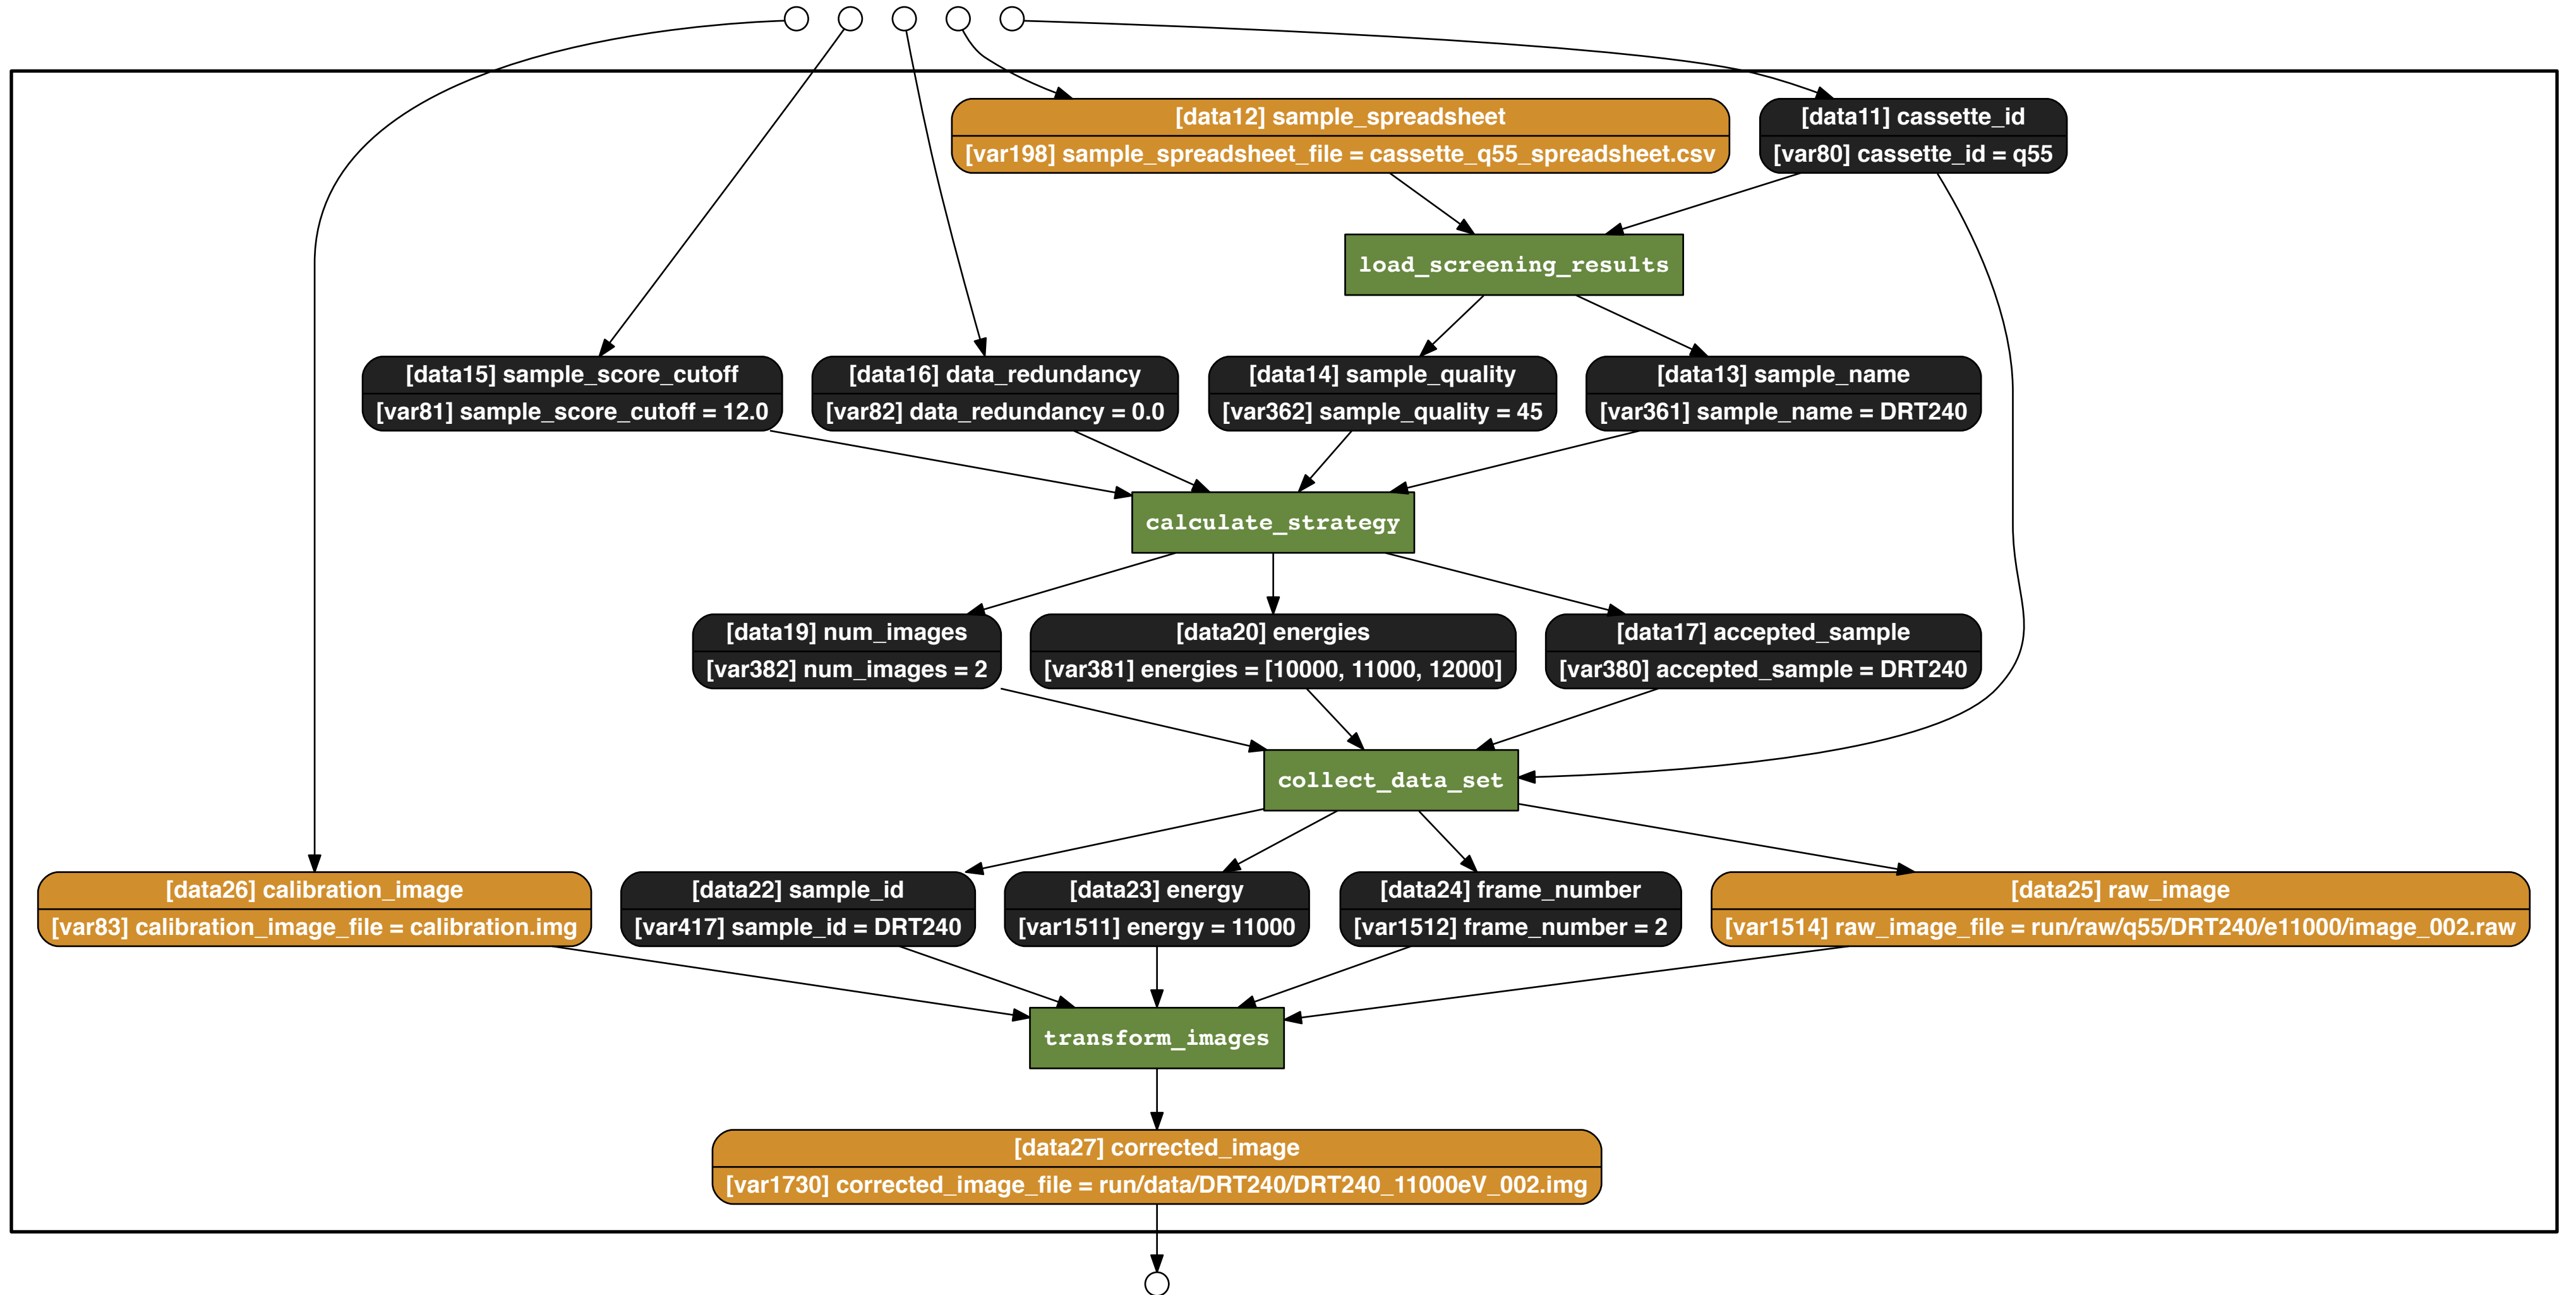 [data12] sample_spreadsheet
[var198] sample_spreadsheet_file = cassette_q55_spreadsheet.csv
[data11] cassette_id
[var80] cassette_id = q55
load_screening_results
[data15] sample_score_cutoff
[var81] sample_score_cutoff = 12.0
[data16] data_redundancy
[var82] data_redundancy = 0.0
[data14] sample_quality
[var362] sample_quality = 45
[data13] sample_name
[var361] sample_name = DRT240
calculate_strategy
[data19] num_images
[var382] num_images = 2
[data20] energies
[var381] energies = [10000, 11000, 12000]
[data17] accepted_sample
[var380] accepted_sample = DRT240
collect_data_set
[data26] calibration_image
[var83] calibration_image_file = calibration.img
[data22] sample_id
[var417] sample_id = DRT240
[data23] energy
[var1511] energy = 11000
[data24] frame_number
[var1512] frame_number = 2
[data25] raw_image
[var1514] raw_image_file = run/raw/q55/DRT240/e11000/image_002.raw
transform_images
[data27] corrected_image
[var1730] corrected_image_file = run/data/DRT240/DRT240_11000eV_002.img